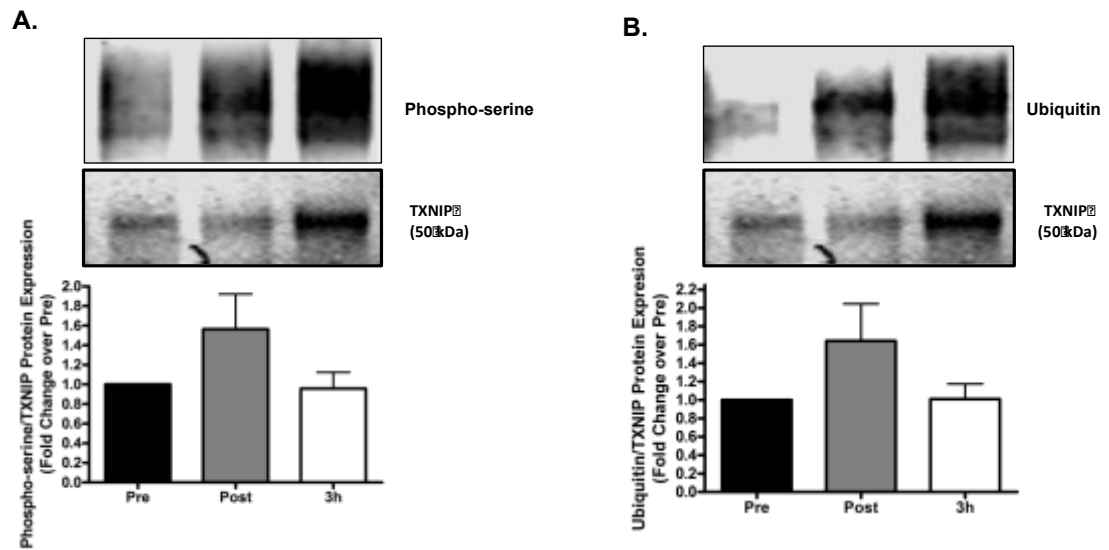 A.
Phospho-serine
TXNIP⍰
(50⍰kDa)
Phospho-serine/TXNIP Protein Expression
(Fold Change over Pre)
2.0
1.8
1.6
1.4
1.2
1.0
0.8
0.6
0.4
0.2
0.0
Pre Post 3h
B.
Ubiquitin
TXNIP⍰
(50⍰kDa)
Ubiquitin/TXNIP Protein Expresion
(Fold Change over Pre)
2.2
2.0
1.8
1.6
1.4
1.2
1.0
0.8
0.6
0.4
0.2
0.0
Pre Post 3h